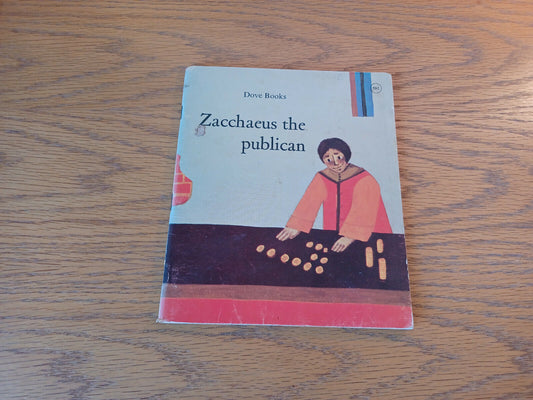 Dove Books
Zacchaeus the
publican